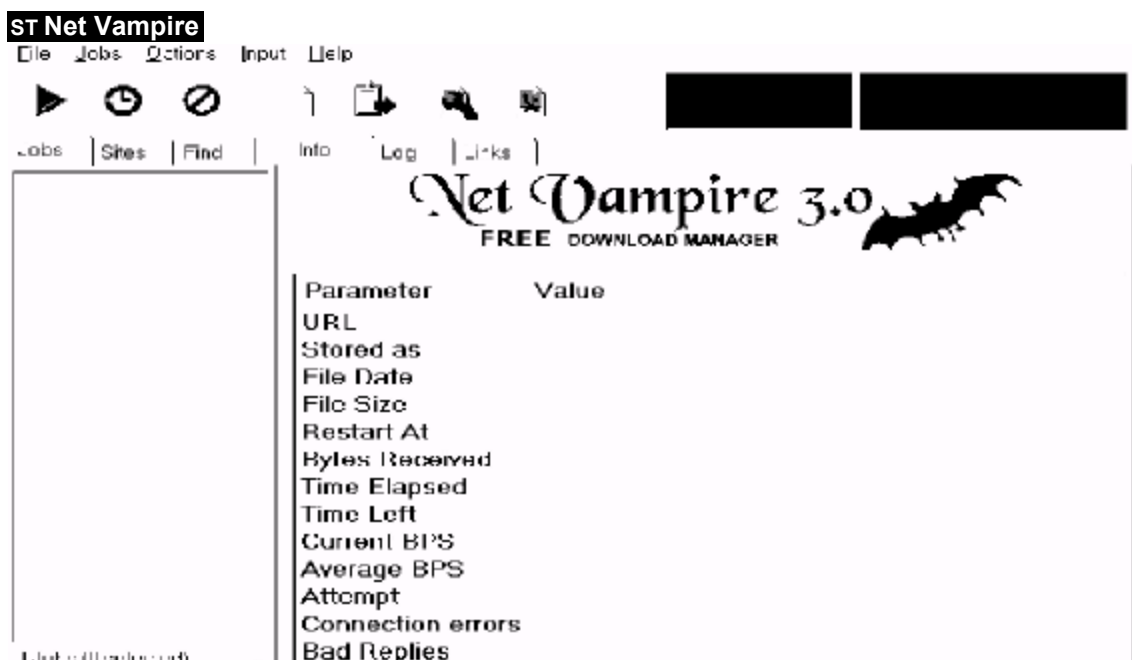 ST Net Vampire
File Jobs Options Input Help
Jobs Sites Find Info Log Links
Net Vampire 3.0
FREE DOWNLOAD MANAGER
Parameter Value
URL
Stored as
File Date
File Size
Restart At
Bytes Received
Time Elapsed
Time Left
Current BPS
Average BPS
Attempt
Connection errors
Bad Replies